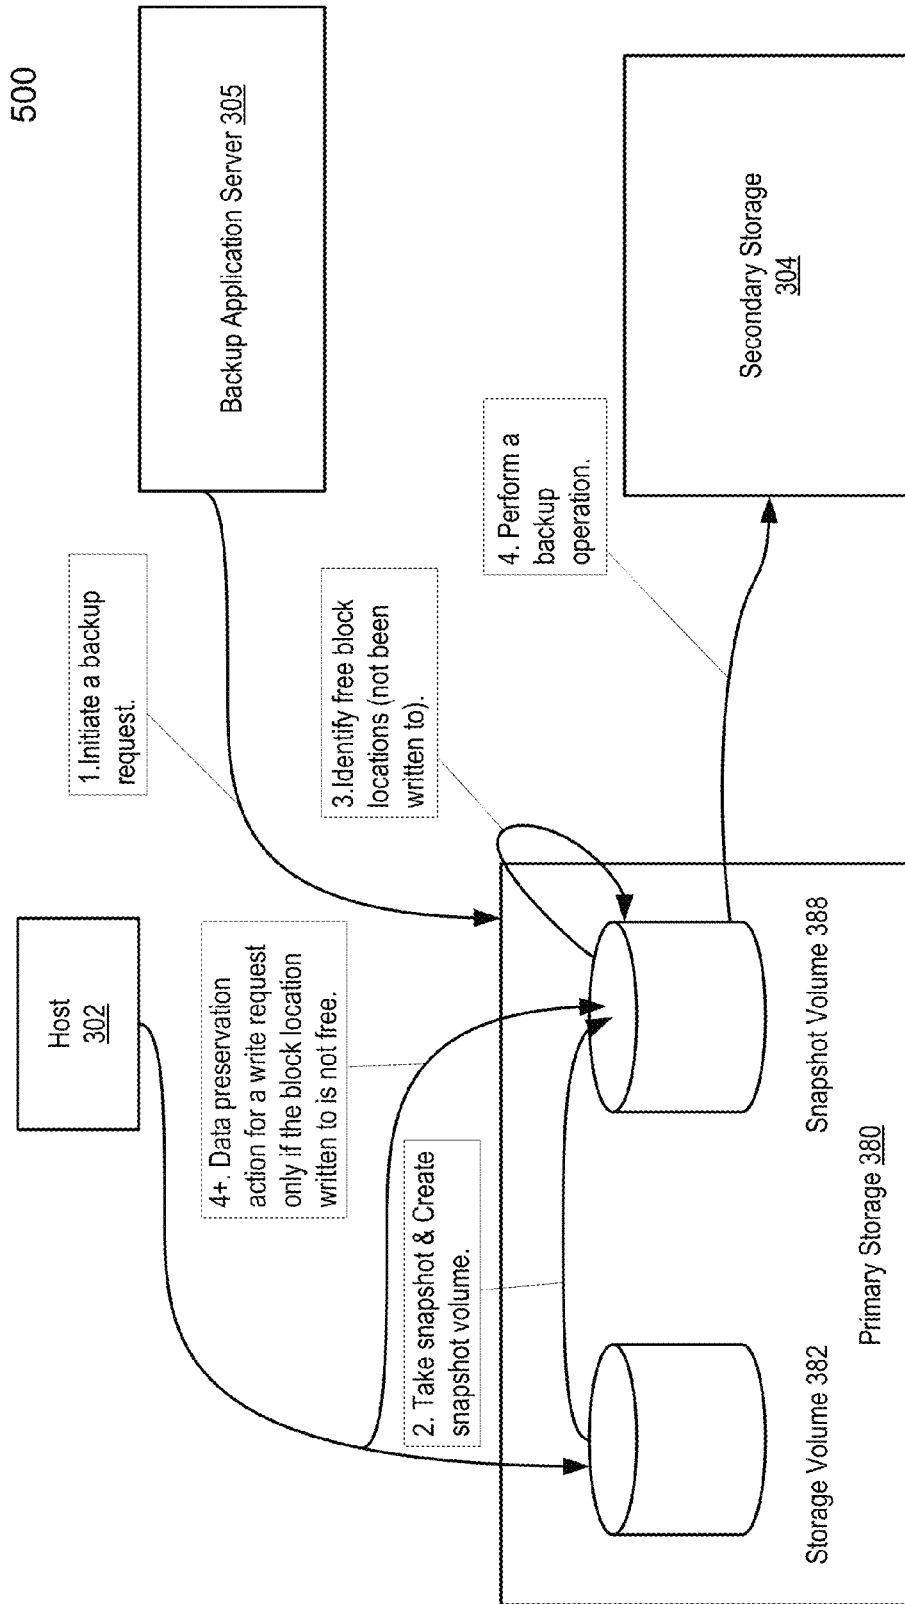 500
Host
302
Backup Application Server 305
1.Initiate a backup
request.
4+. Data preservation
action for a write request
only if the block location
written to is not free.
3.Identify free block
locations (not been
written to).
2. Take snapshot & Create
snapshot volume.
4. Perform a
backup
operation.
Secondary Storage
304
Storage Volume 382
Snapshot Volume 388
Primary Storage 380